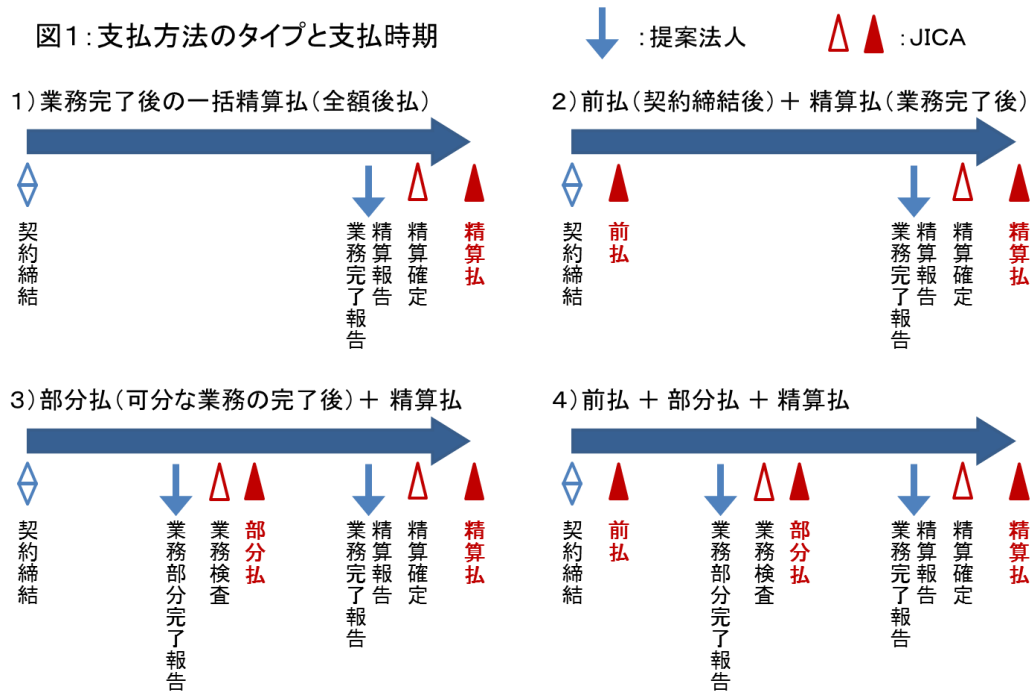 図1：支払方法のタイプと支払時期
：提案法人
：JICA
1）業務完了後の一括精算払（全額後払）
契約締結
業務完了報告
精算報告
精算確定
精算払
2）前払（契約締結後）＋ 精算払（業務完了後）
契約締結
前払
業務完了報告
精算報告
精算確定
精算払
3）部分払（可分な業務の完了後）＋ 精算払
契約締結
業務部分完了報告
業務検査
部分払
業務完了報告
精算報告
精算確定
精算払
4）前払 ＋ 部分払 ＋ 精算払
契約締結
前払
業務部分完了報告
業務検査
部分払
業務完了報告
精算報告
精算確定
精算払